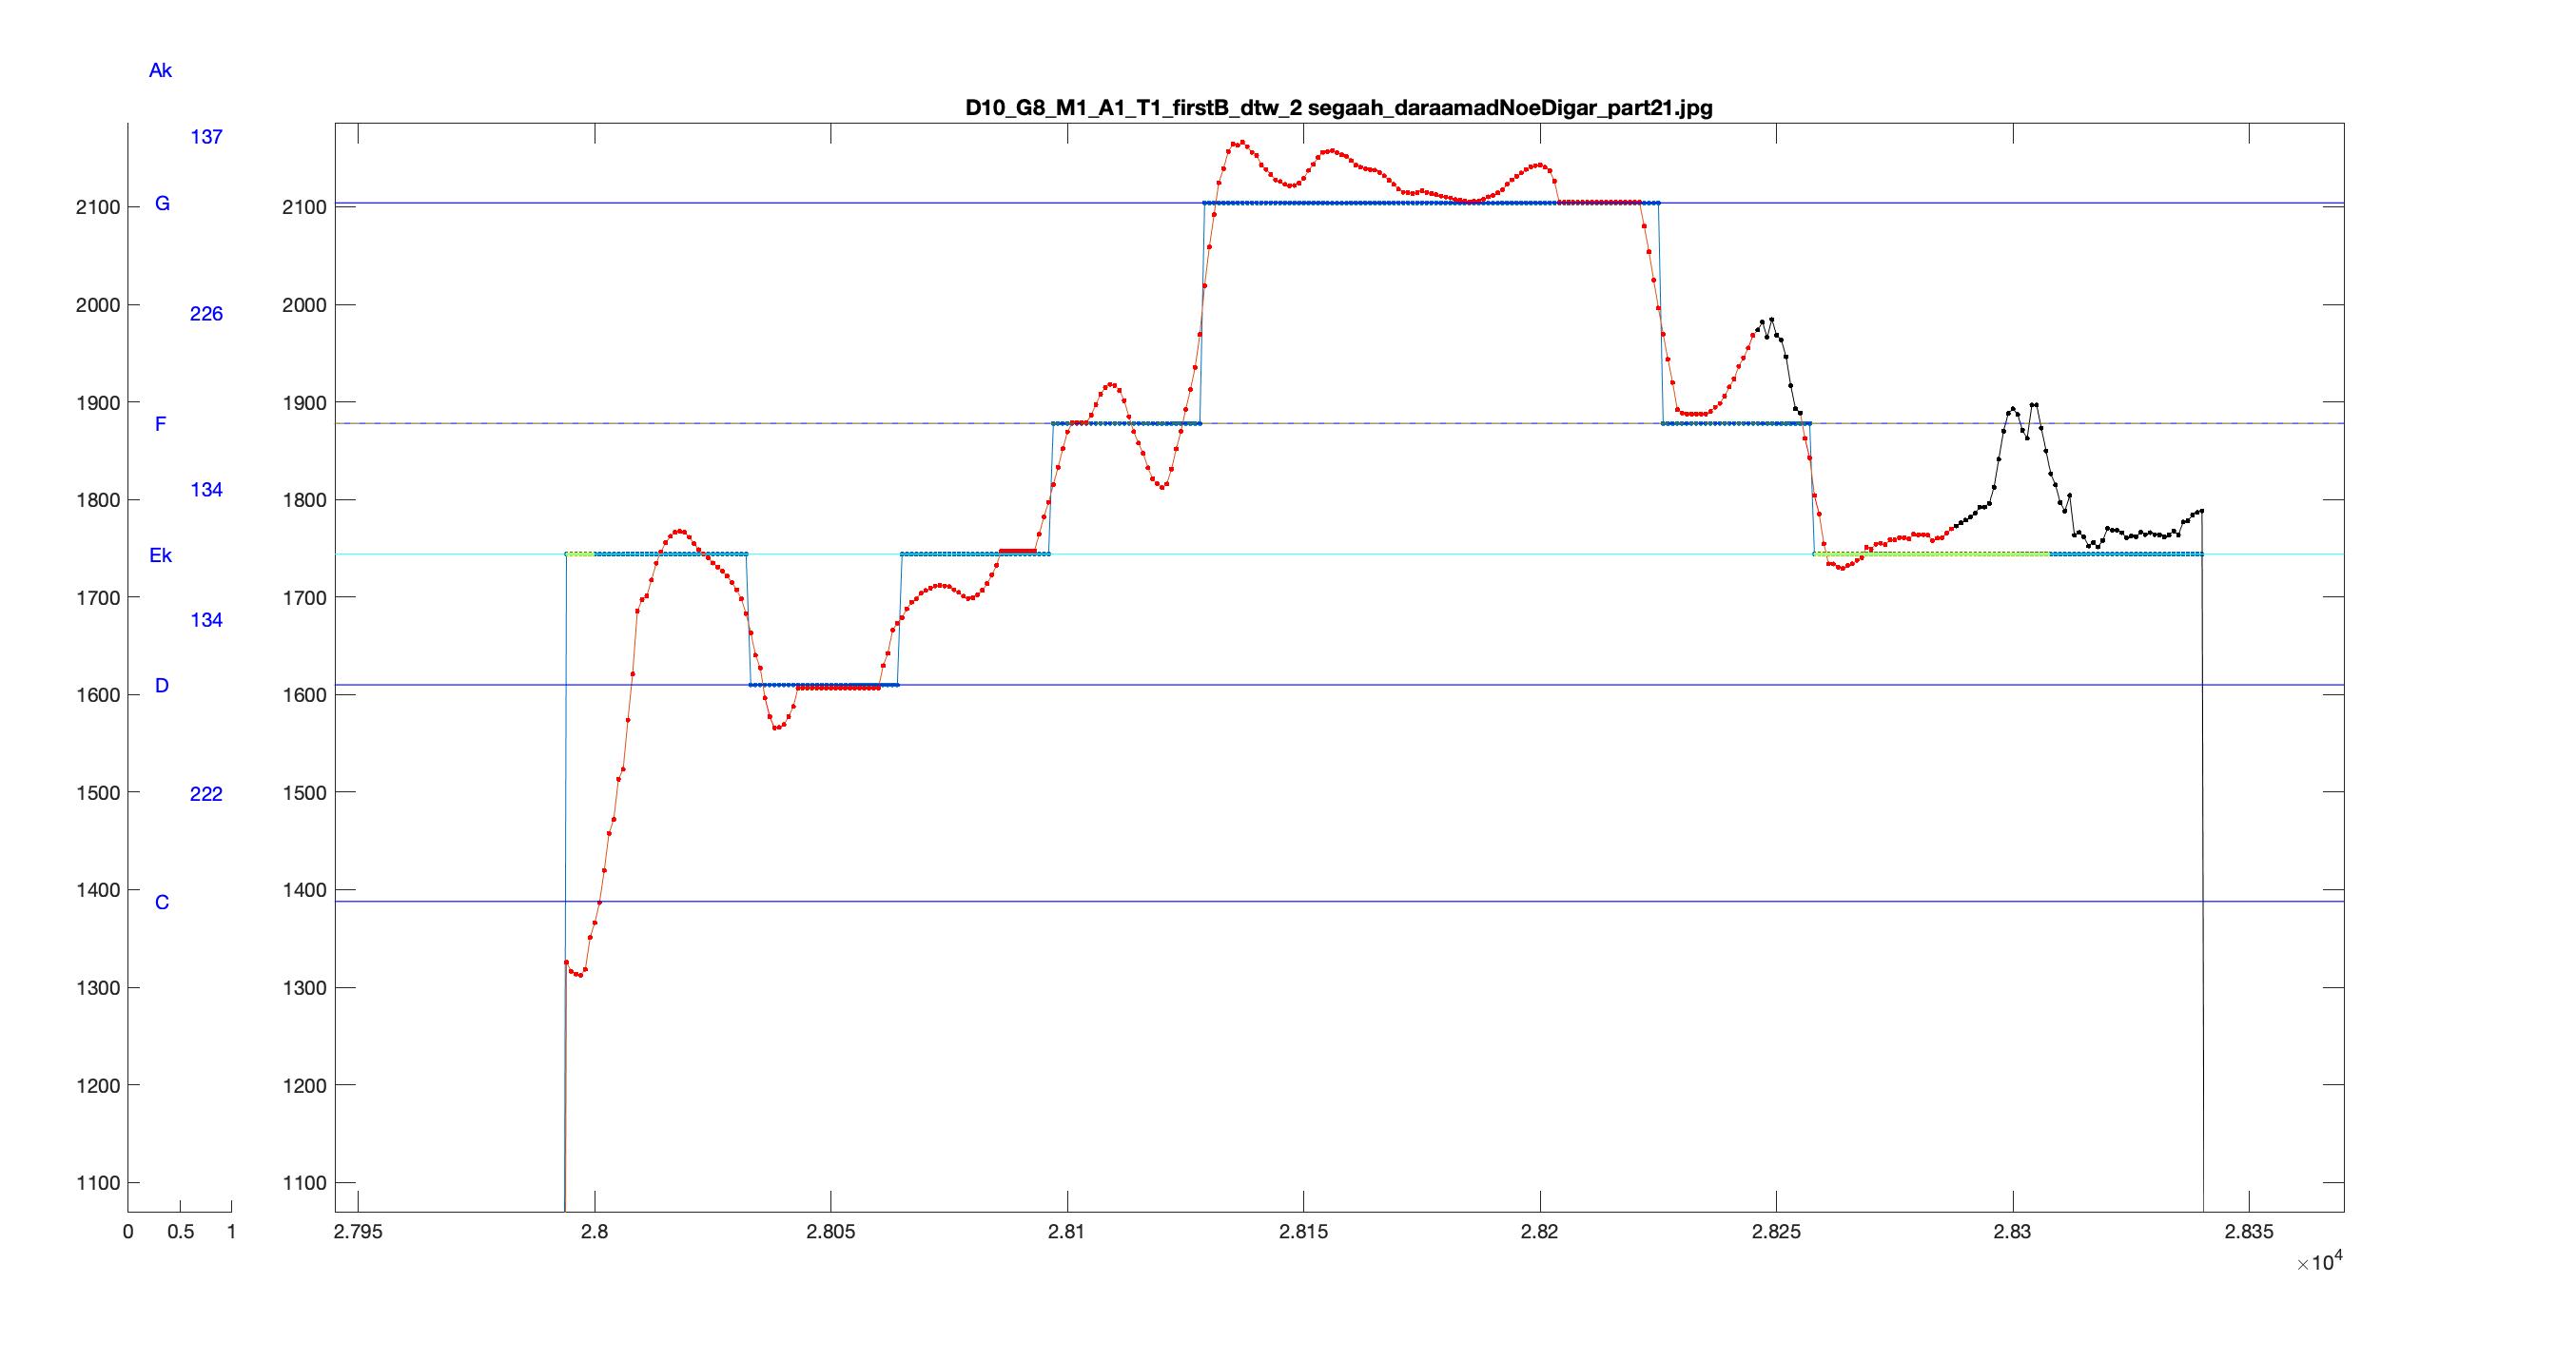 Ak
D10_G8_M1_A1_T1_firstB_dtw_2 segaah_daraamadNoeDigar_part21.jpg
137
2100 G 2100
226
2000 2000
1900 F 1900
134
1800 1800
Ek
1700 134 1700
1600 D 1600
1500 222 1500
1400 C 1400
1300 1300
1200 1200
1100 1100
0 0.5 1 2.795 2.8 2.805 2.81 2.815 2.82 2.825 2.83 2.835
×10⁴